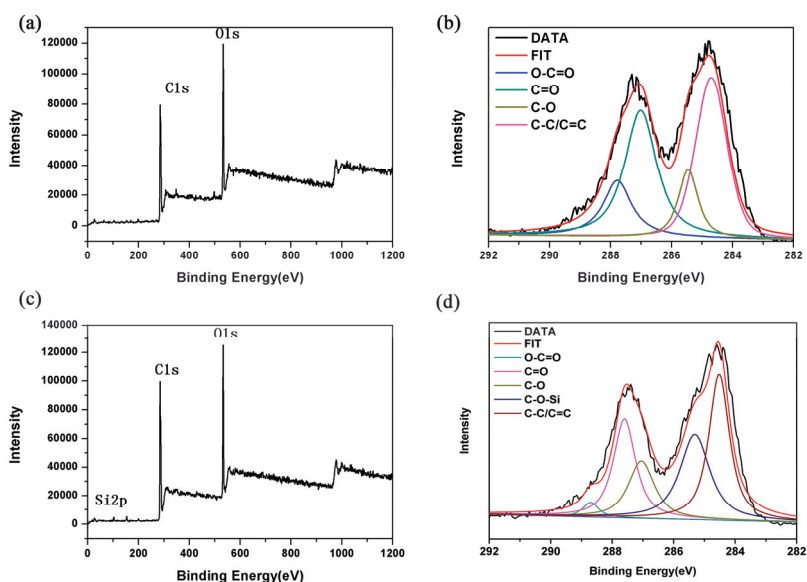 (a)
O1s
C1s
120000
100000
80000
60000
40000
20000
0
Intensity
0 200 400 600 800 1000 1200
Binding Energy(eV)
(b)
DATA
FIT
O-C=O
C=O
C-O
C-C/C=C
Intensity
292 290 288 286 284 282
Binding Energy(eV)
(c)
O1s
C1s
Si2p
140000
120000
100000
80000
60000
40000
20000
0
Intensity
0 200 400 600 800 1000 1200
Binding Energy(eV)
(d)
DATA
FIT
O-C=O
C=O
C-O
C-O-Si
C-C/C=C
Intensity
292 290 288 286 284 282
Binding Energy(eV)